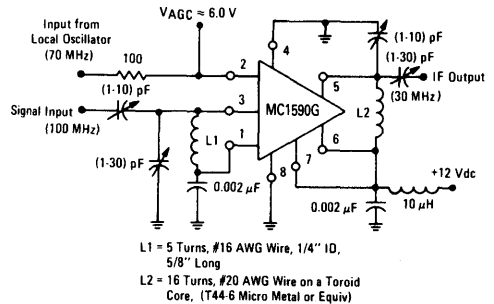 Input from
Local Oscillator
(70 MHz)
VAGC ≈ 6.0 V
100
(1-10) pF
Signal Input
(100 MHz)
(1-30) pF
L1
0.002 µF
2
3
1
4
MC1590G
5
6
7
8
(1-10) pF
(1-30) pF
IF Output
(30 MHz)
L2
+12 Vdc
0.002 µF
10 µH
L1 = 5 Turns, #16 AWG Wire, 1/4" ID,
5/8" Long
L2 = 16 Turns, #20 AWG Wire on a Toroid
Core, (T44-6 Micro Metal or Equiv)